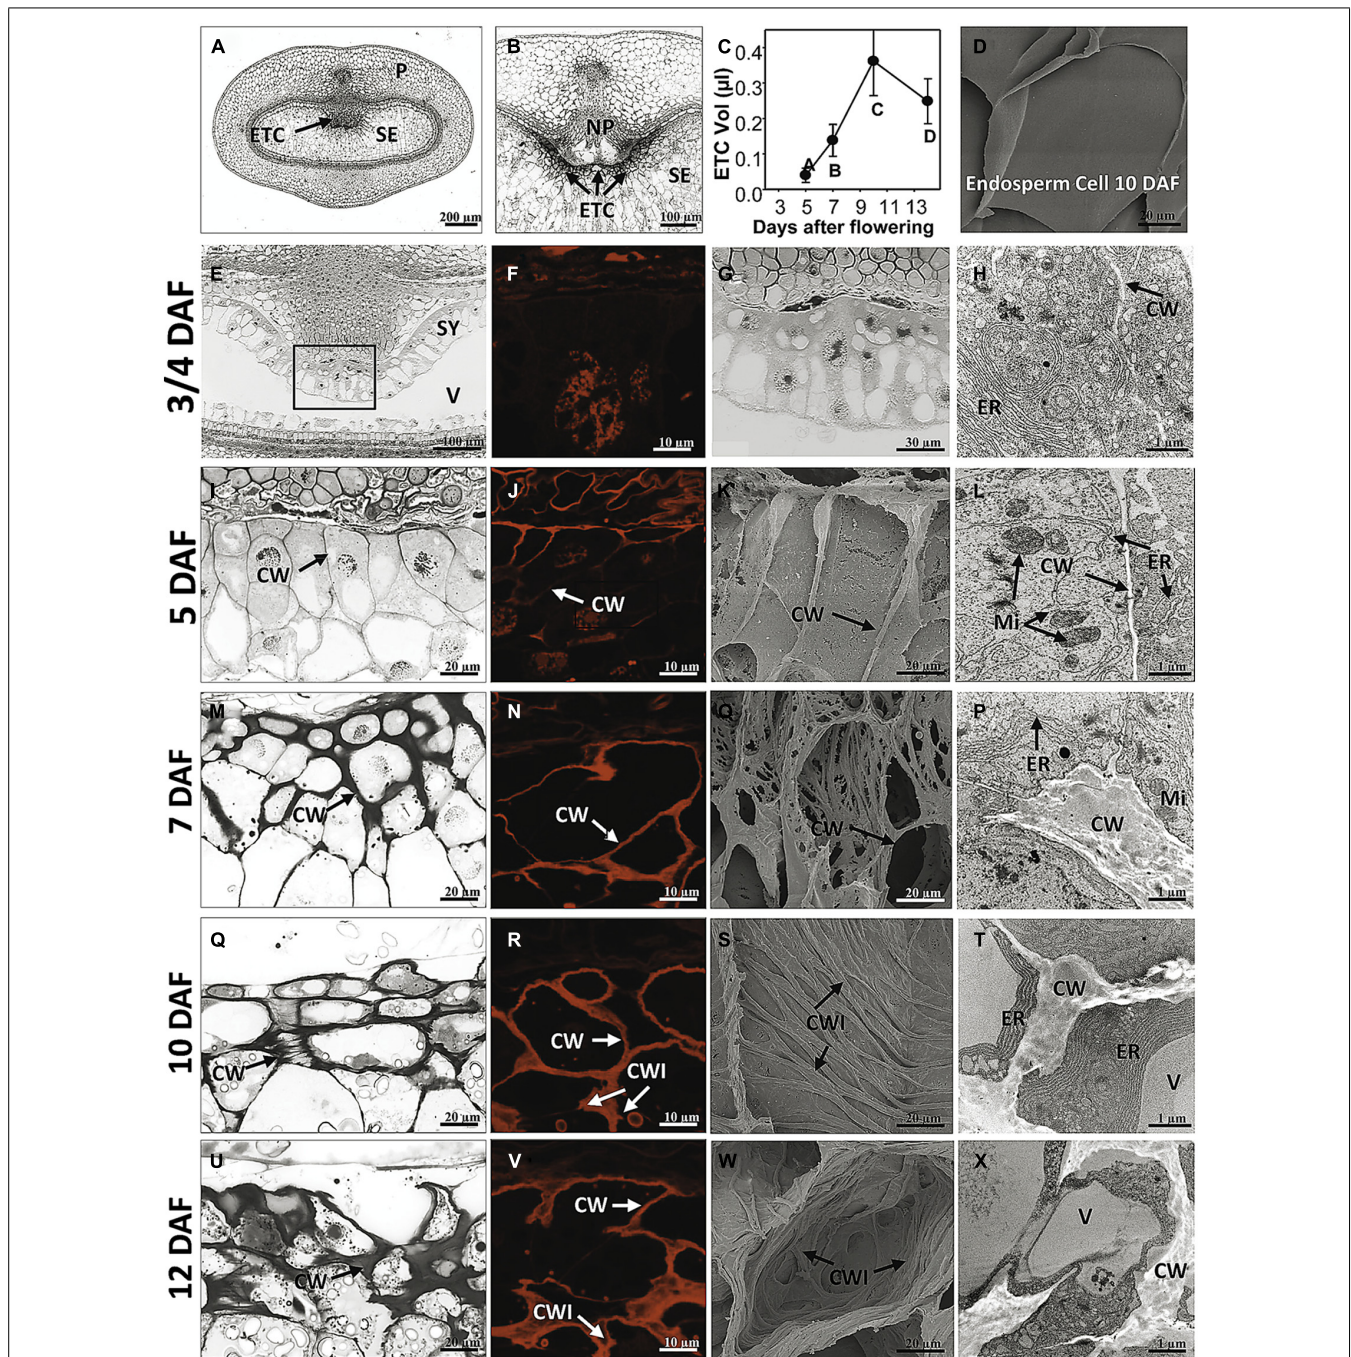 A
P
ETC
SE
200 µm
B
NP
SE
ETC
100 µm
C
ETC Vol (µl)
0.4
0.3
0.2
0.1
0.0
A
B
C
D
3 5 7 9 11 13
Days after flowering
D
Endosperm Cell 10 DAF
20 µm
3/4 DAF
E
SY
V
100 µm
F
10 µm
G
30 µm
H
CW
ER
1 µm
5 DAF
I
CW
20 µm
J
CW
10 µm
K
CW
20 µm
L
ER
CW
Mi
1 µm
7 DAF
M
CW
20 µm
N
CW
10 µm
O
CW
20 µm
P
ER
Mi
CW
1 µm
10 DAF
Q
CW
20 µm
R
CW
CWI
10 µm
S
CWI
20 µm
T
CW
ER
ER
V
1 µm
12 DAF
U
CW
20 µm
V
CW
CWI
10 µm
W
CWI
20 µm
X
V
CW
1 µm